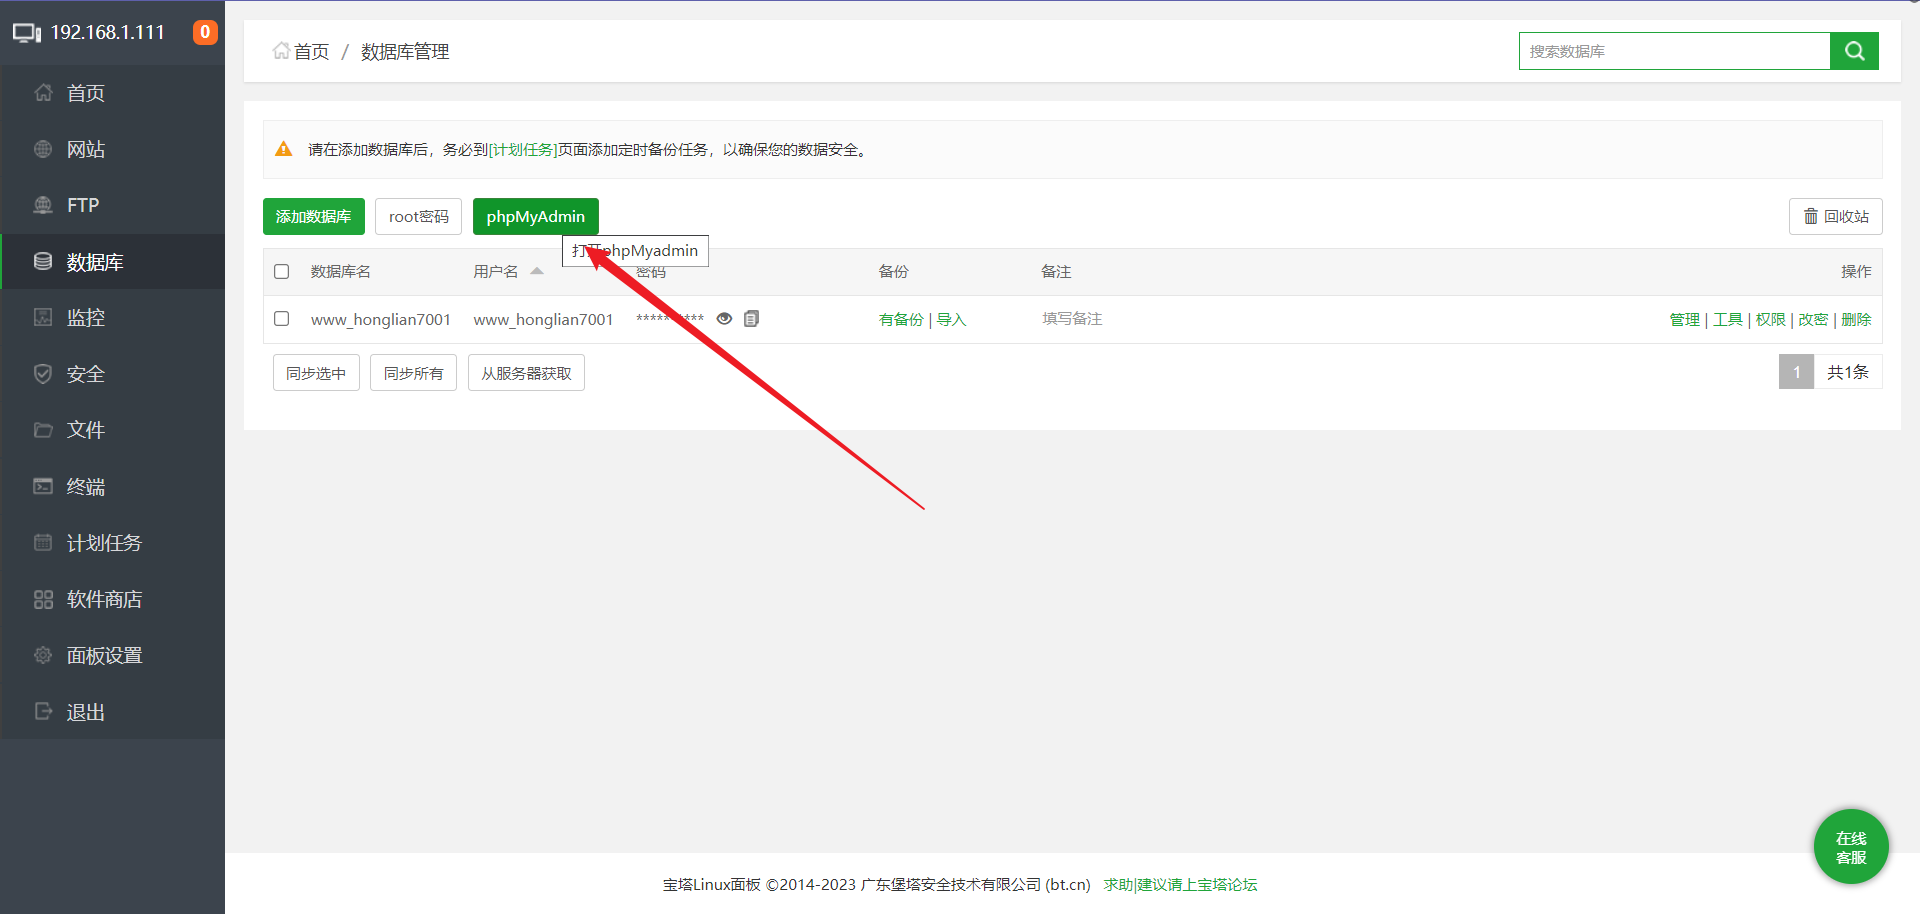 192.168.1.111
0
首页
网站
FTP
数据库
监控
安全
文件
终端
计划任务
软件商店
面板设置
退出
首页 / 数据库管理
搜索数据库
请在添加数据库后，务必到[计划任务]页面添加定时备份任务，以确保您的数据安全。
添加数据库
root密码
phpMyAdmin
回收站
打开phpMyadmin
数据库名 用户名 密码 备份 备注 操作
www_honglian7001 www_honglian7001 ********** 有备份 | 导入 填写备注 管理 | 工具 | 权限 | 改密 | 删除
同步选中 同步所有 从服务器获取
1 共1条
在线
客服
宝塔Linux面板 ©2014-2023 广东堡塔安全技术有限公司 (bt.cn) 求助|建议请上宝塔论坛